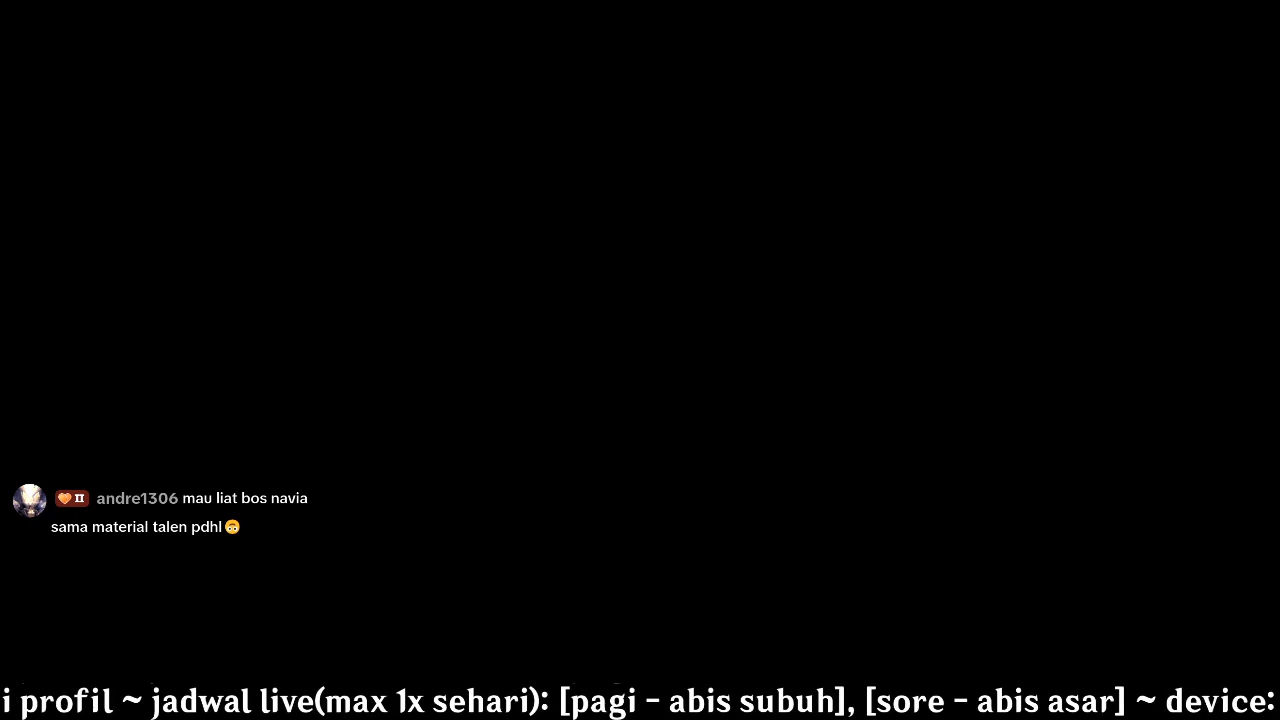 II andre1306 mau liat bos navia
sama material talen pdhl🙃
i profil ~ jadwal live(max 1x sehari): [pagi - abis subuh], [sore - abis asar] ~ device: